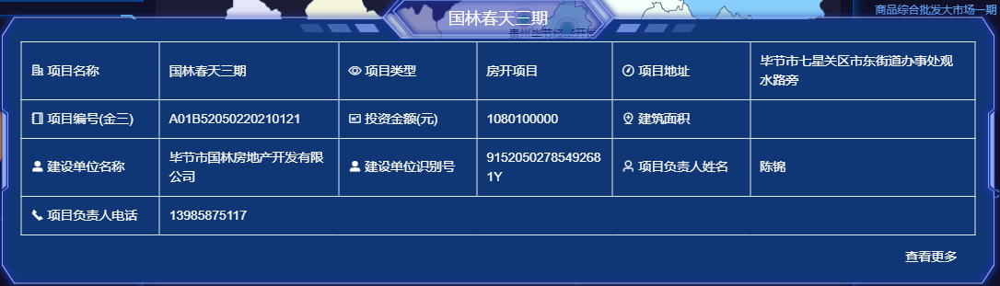 商品综合批发大市场一期
国林春天三期
项目名称
国林春天三期
项目类型
房开项目
项目地址
毕节市七星关区市东街道办事处观
水路旁
项目编号(金三)
A01B52050220210121
投资金额(元)
1080100000
建筑面积
建设单位名称
毕节市国林房地产开发有限
公司
建设单位识别号
9152050278549268
1Y
项目负责人姓名
陈锦
项目负责人电话
13985875117
查看更多